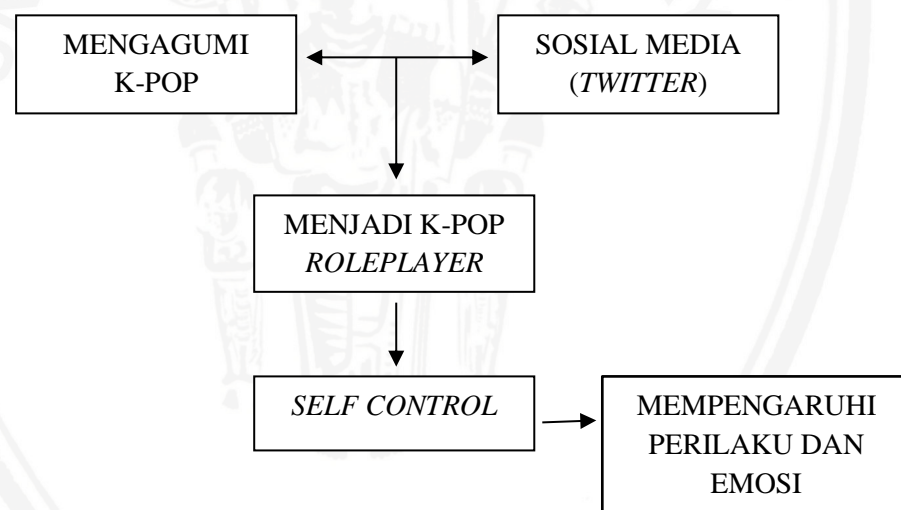 MENGAGUMI
K-POP
SOSIAL MEDIA
(TWITTER)
MENJADI K-POP
ROLEPLAYER
SELF CONTROL
MEMPENGARUHI
PERILAKU DAN
EMOSI